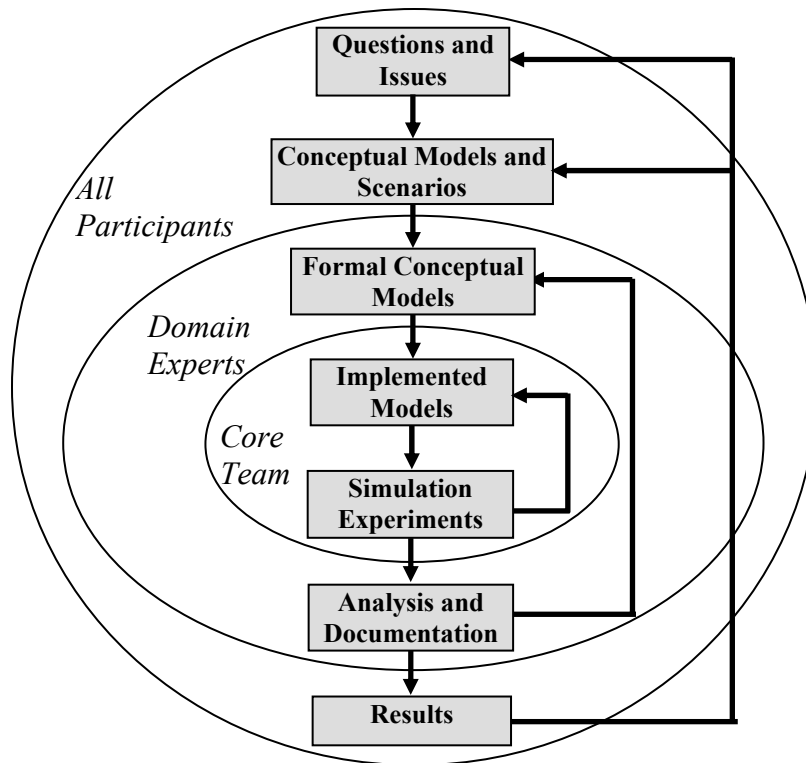 Questions and
Issues
Conceptual Models and
Scenarios
All
Participants
Formal Conceptual
Models
Domain
Experts
Implemented
Models
Core
Team
Simulation
Experiments
Analysis and
Documentation
Results